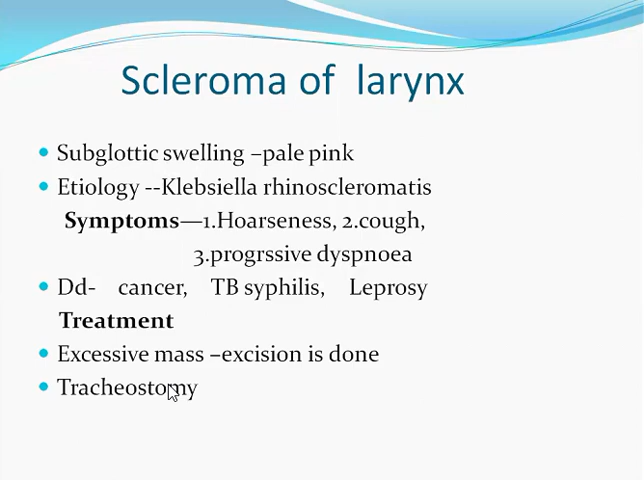 Scleroma of larynx
Subglottic swelling –pale pink
Etiology --Klebsiella rhinoscleromatis
Symptoms—1.Hoarseness, 2.cough,
3.progrssive dyspnoea
Dd- cancer, TB syphilis, Leprosy
Treatment
Excessive mass –excision is done
Tracheostomy